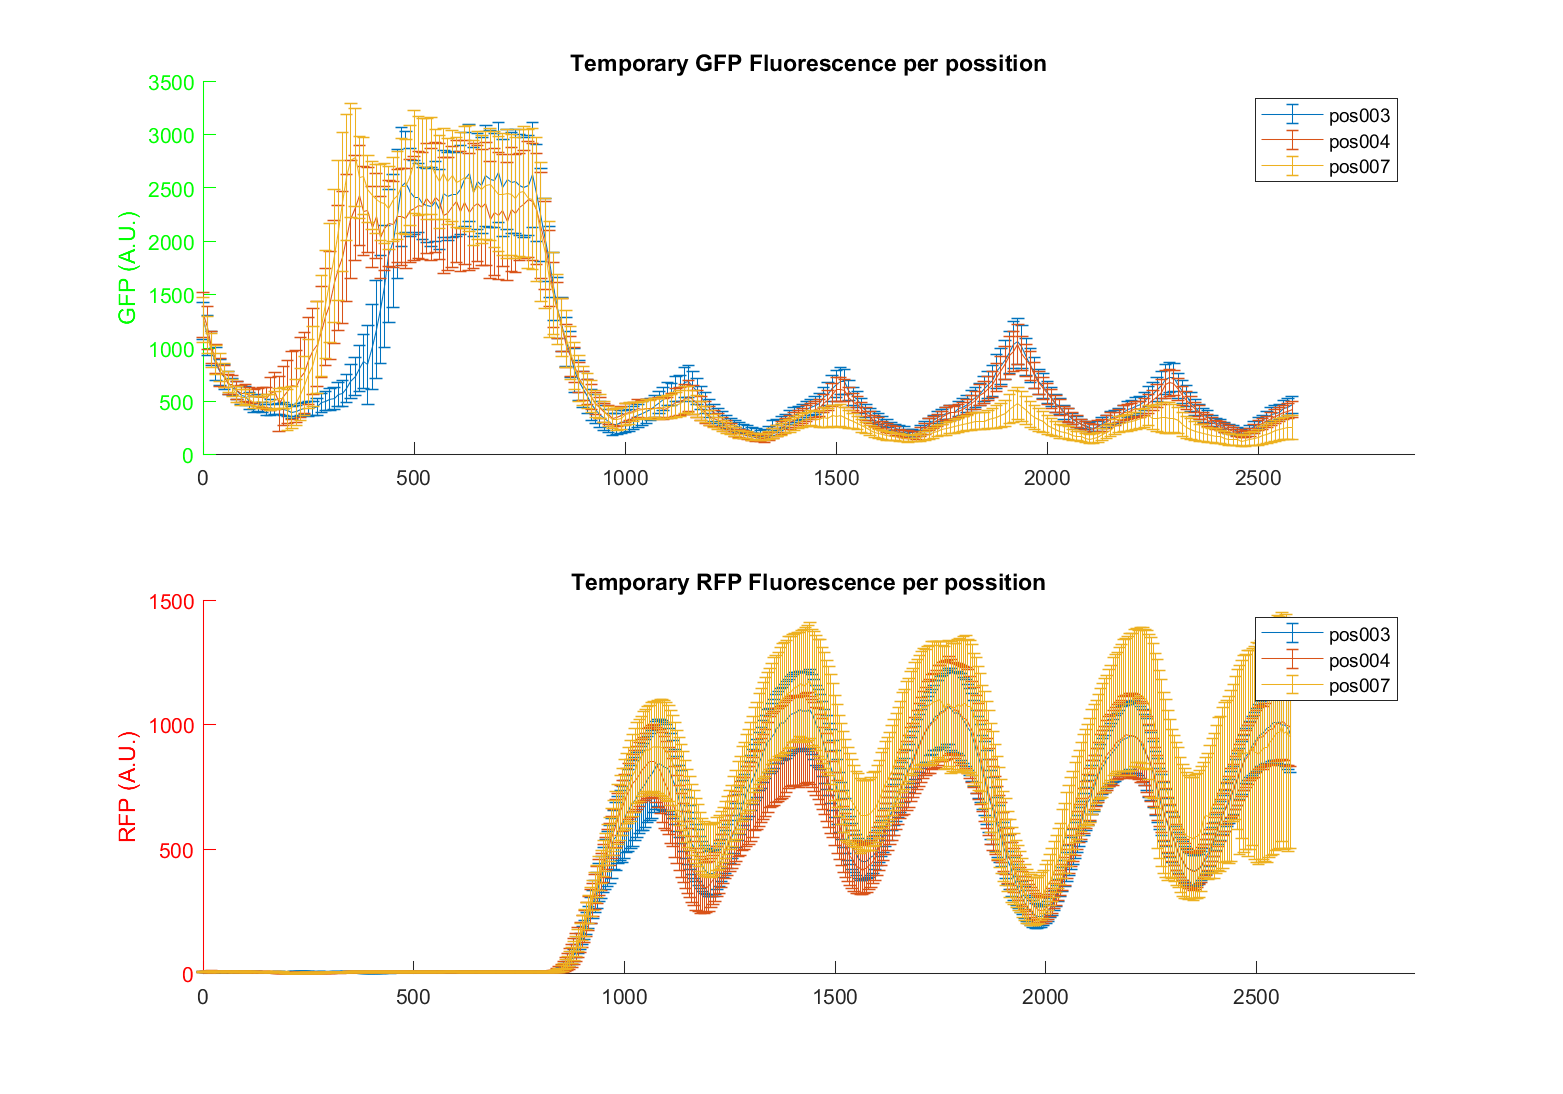 Temporary GFP Fluorescence per possition
3500
3000
2500
2000
1500
1000
500
0
GFP (A.U.)
pos003
pos004
pos007
0 500 1000 1500 2000 2500
Temporary RFP Fluorescence per possition
1500
1000
500
0
RFP (A.U.)
pos003
pos004
pos007
0 500 1000 1500 2000 2500